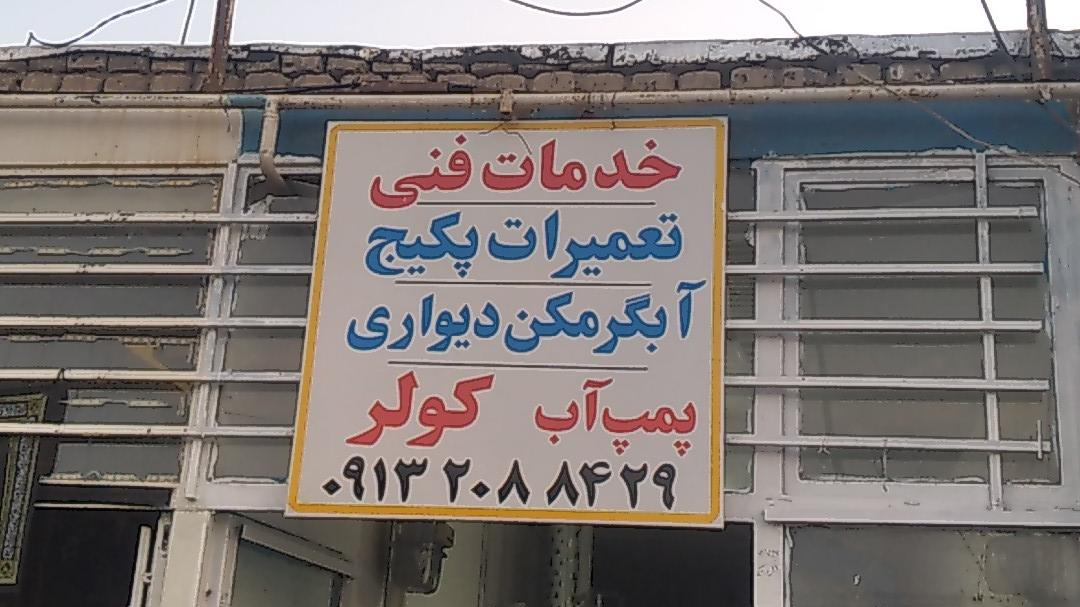 خدمات فنی
تعمیرات پکیج
آبگرمکن دیواری
پمپ آب کولر
۰۹۱۳ ۲۰۸ ۸۴۲۹